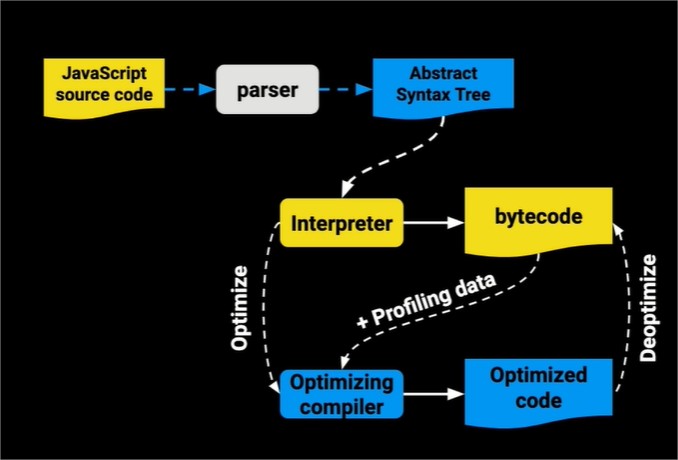 JavaScript
source code
parser
Abstract
Syntax Tree
Interpreter
bytecode
Optimize
+ Profiling data
Deoptimize
Optimizing
compiler
Optimized
code